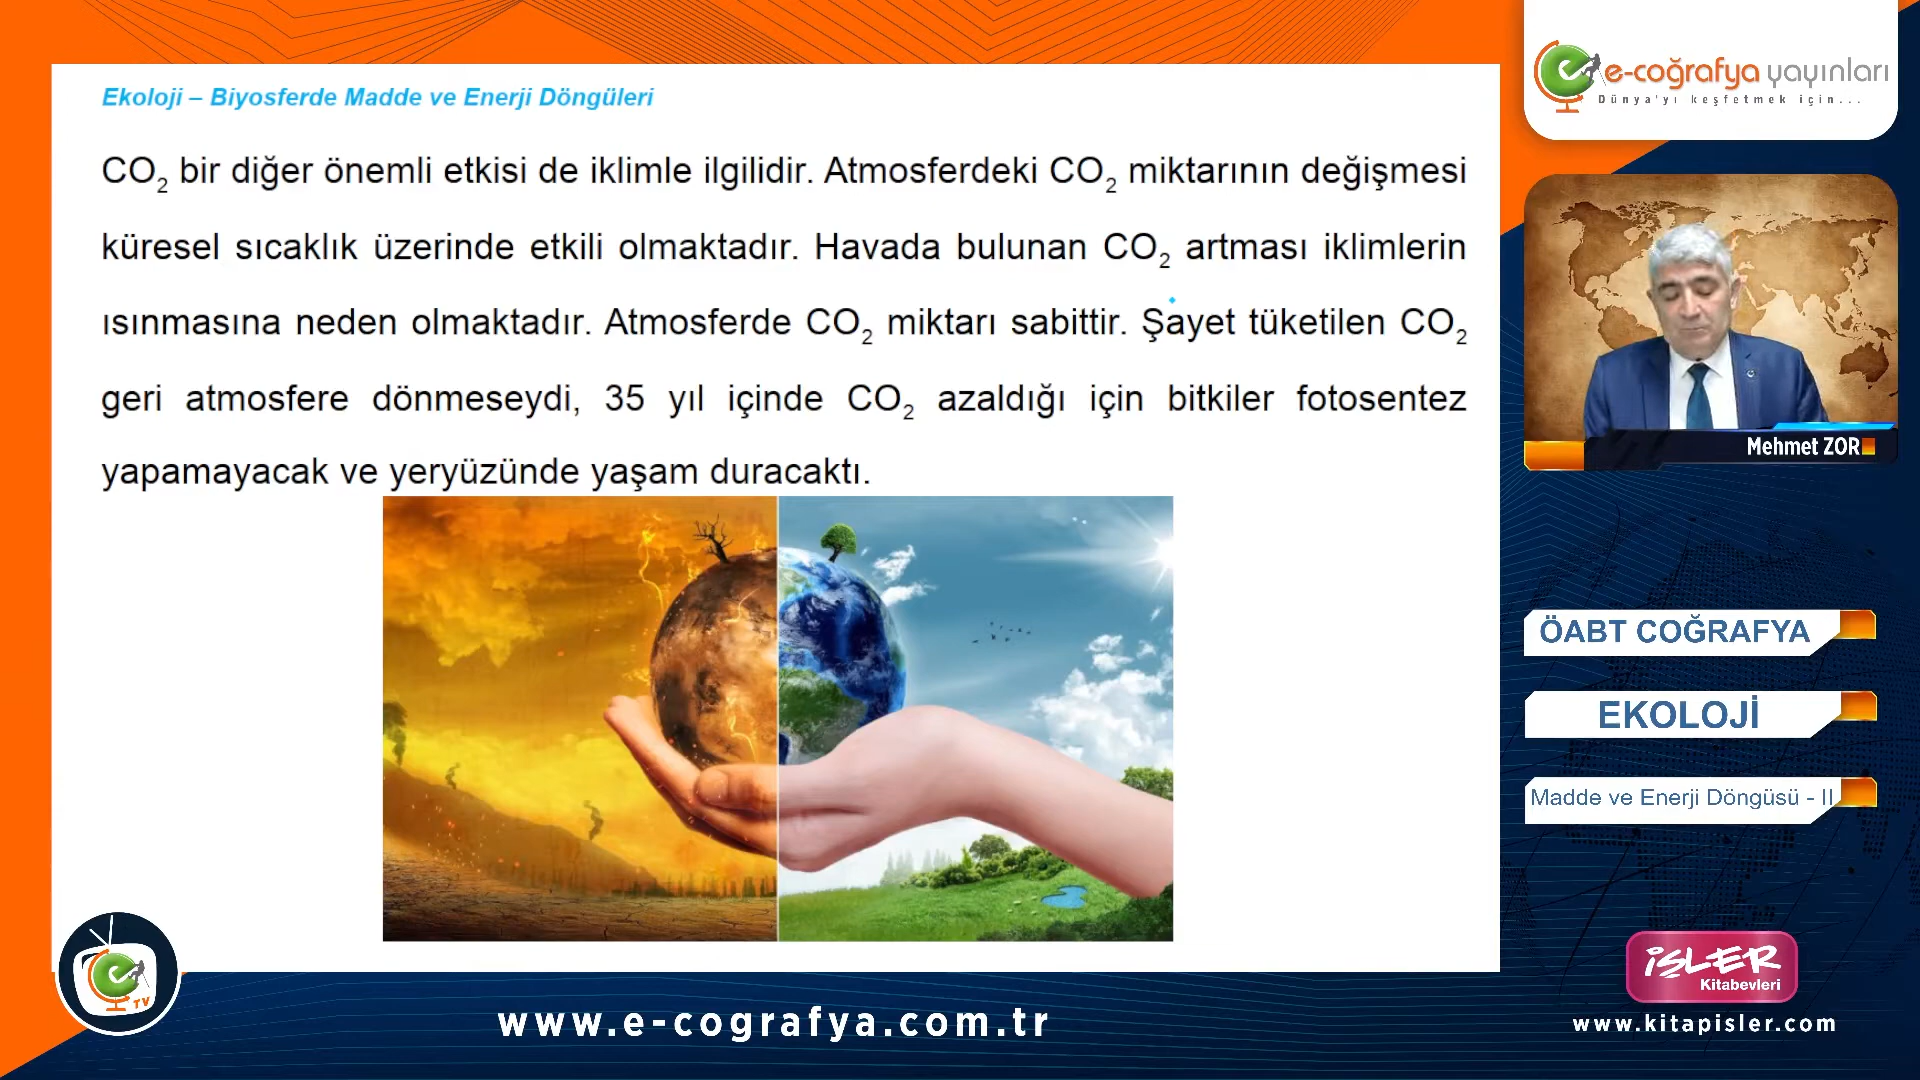 Ekoloji – Biyosferde Madde ve Enerji Döngüleri
CO₂ bir diğer önemli etkisi de iklimle ilgilidir. Atmosferdeki CO₂ miktarının değişmesi
küresel sıcaklık üzerinde etkili olmaktadır. Havada bulunan CO₂ artması iklimlerin
ısınmasına neden olmaktadır. Atmosferde CO₂ miktarı sabittir. Şayet tüketilen CO₂
geri atmosfere dönmeseydi, 35 yıl içinde CO₂ azaldığı için bitkiler fotosentez
yapamayacak ve yeryüzünde yaşam duracaktı.
e-coğrafya yayınları
Dünya'yı keşfetmek için...
Mehmet ZOR
ÖABT COĞRAFYA
EKOLOJİ
Madde ve Enerji Döngüsü - II
İŞLER
Kitabevleri
www.kitapisler.com
TV
www.e-cografya.com.tr